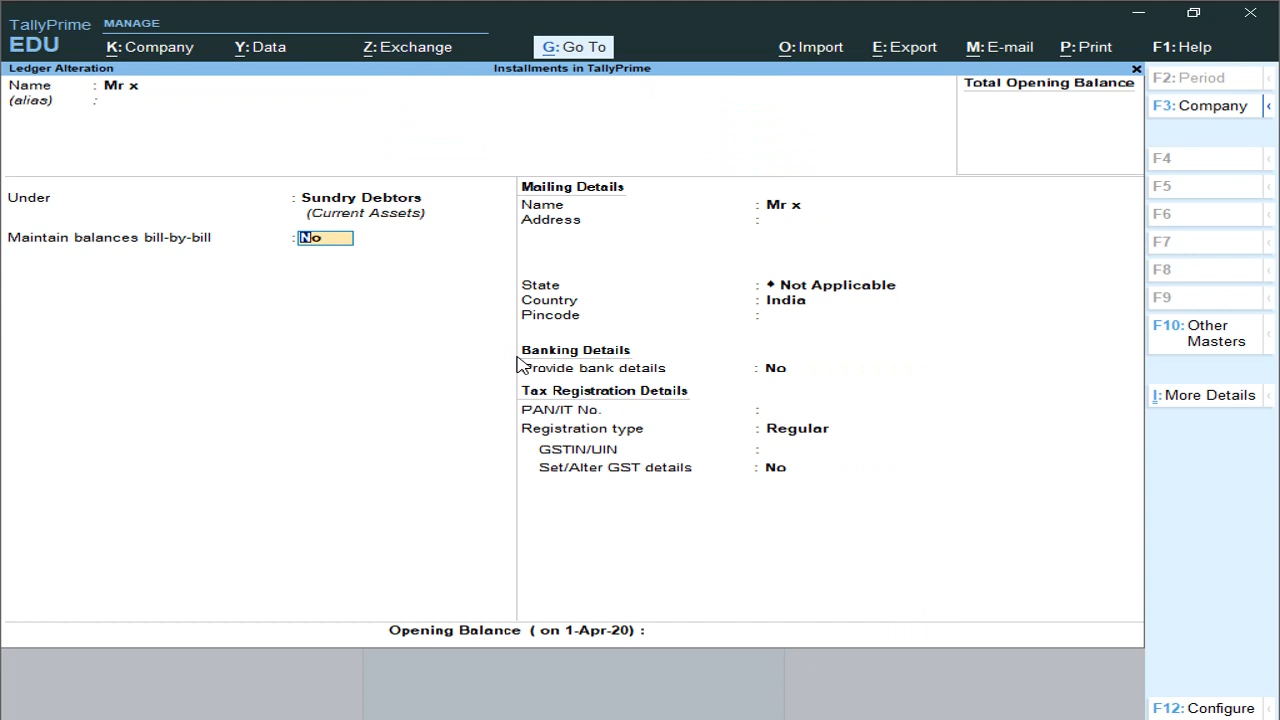 TallyPrime MANAGE
EDU K: Company Y: Data Z: Exchange G: Go To O: Import E: Export M: E-mail P: Print F1: Help
Ledger Alteration Installments in TallyPrime
Name : Mr x
(alias) :
Total Opening Balance
Under : Sundry Debtors
(Current Assets)
Maintain balances bill-by-bill : No
Mailing Details
Name : Mr x
Address :
State : ♦ Not Applicable
Country : India
Pincode :
Banking Details
Provide bank details : No
Tax Registration Details
PAN/IT No. :
Registration type : Regular
GSTIN/UIN :
Set/Alter GST details : No
Opening Balance ( on 1-Apr-20) :
F2: Period
F3: Company
F4
F5
F6
F7
F8
F9
F10: Other
Masters
I: More Details
F12: Configure